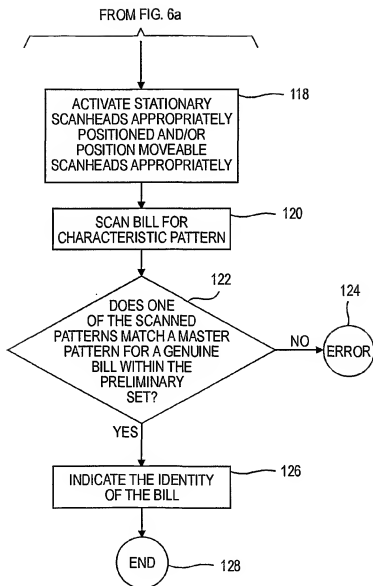 FROM FIG. 6a
ACTIVATE STATIONARY
SCANHEADS APPROPRIATELY
POSITIONED AND/OR
POSITION MOVEABLE
SCANHEADS APPROPRIATELY
118
SCAN BILL FOR
CHARACTERISTIC PATTERN
120
122
DOES ONE
OF THE SCANNED
PATTERNS MATCH A MASTER
PATTERN FOR A GENUINE
BILL WITHIN THE
PRELIMINARY
SET?
NO
124
ERROR
YES
INDICATE THE IDENTITY
OF THE BILL
126
END
128